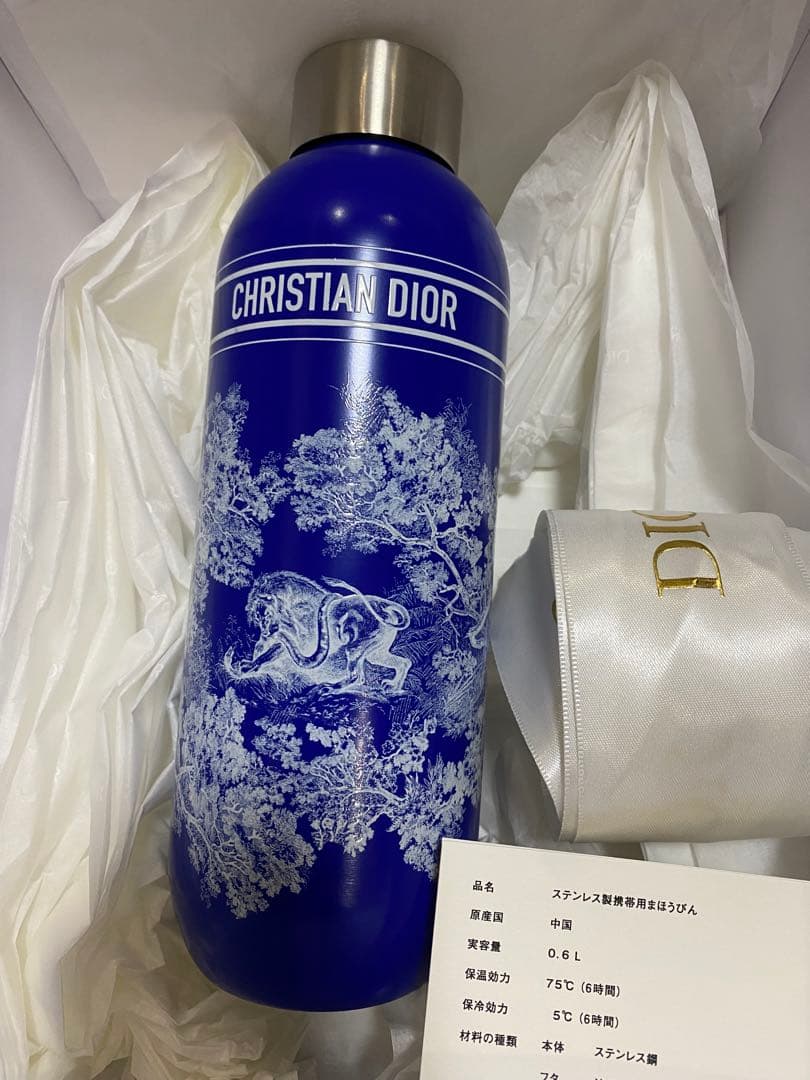 CHRISTIAN DIOR
DIO
品名 ステンレス製携帯用まほうびん
原産国 中国
実容量 0.6L
保温効力 75℃(6時間)
保冷効力 5℃(6時間)
材料の種類 本体 ステンレス鋼
フタ